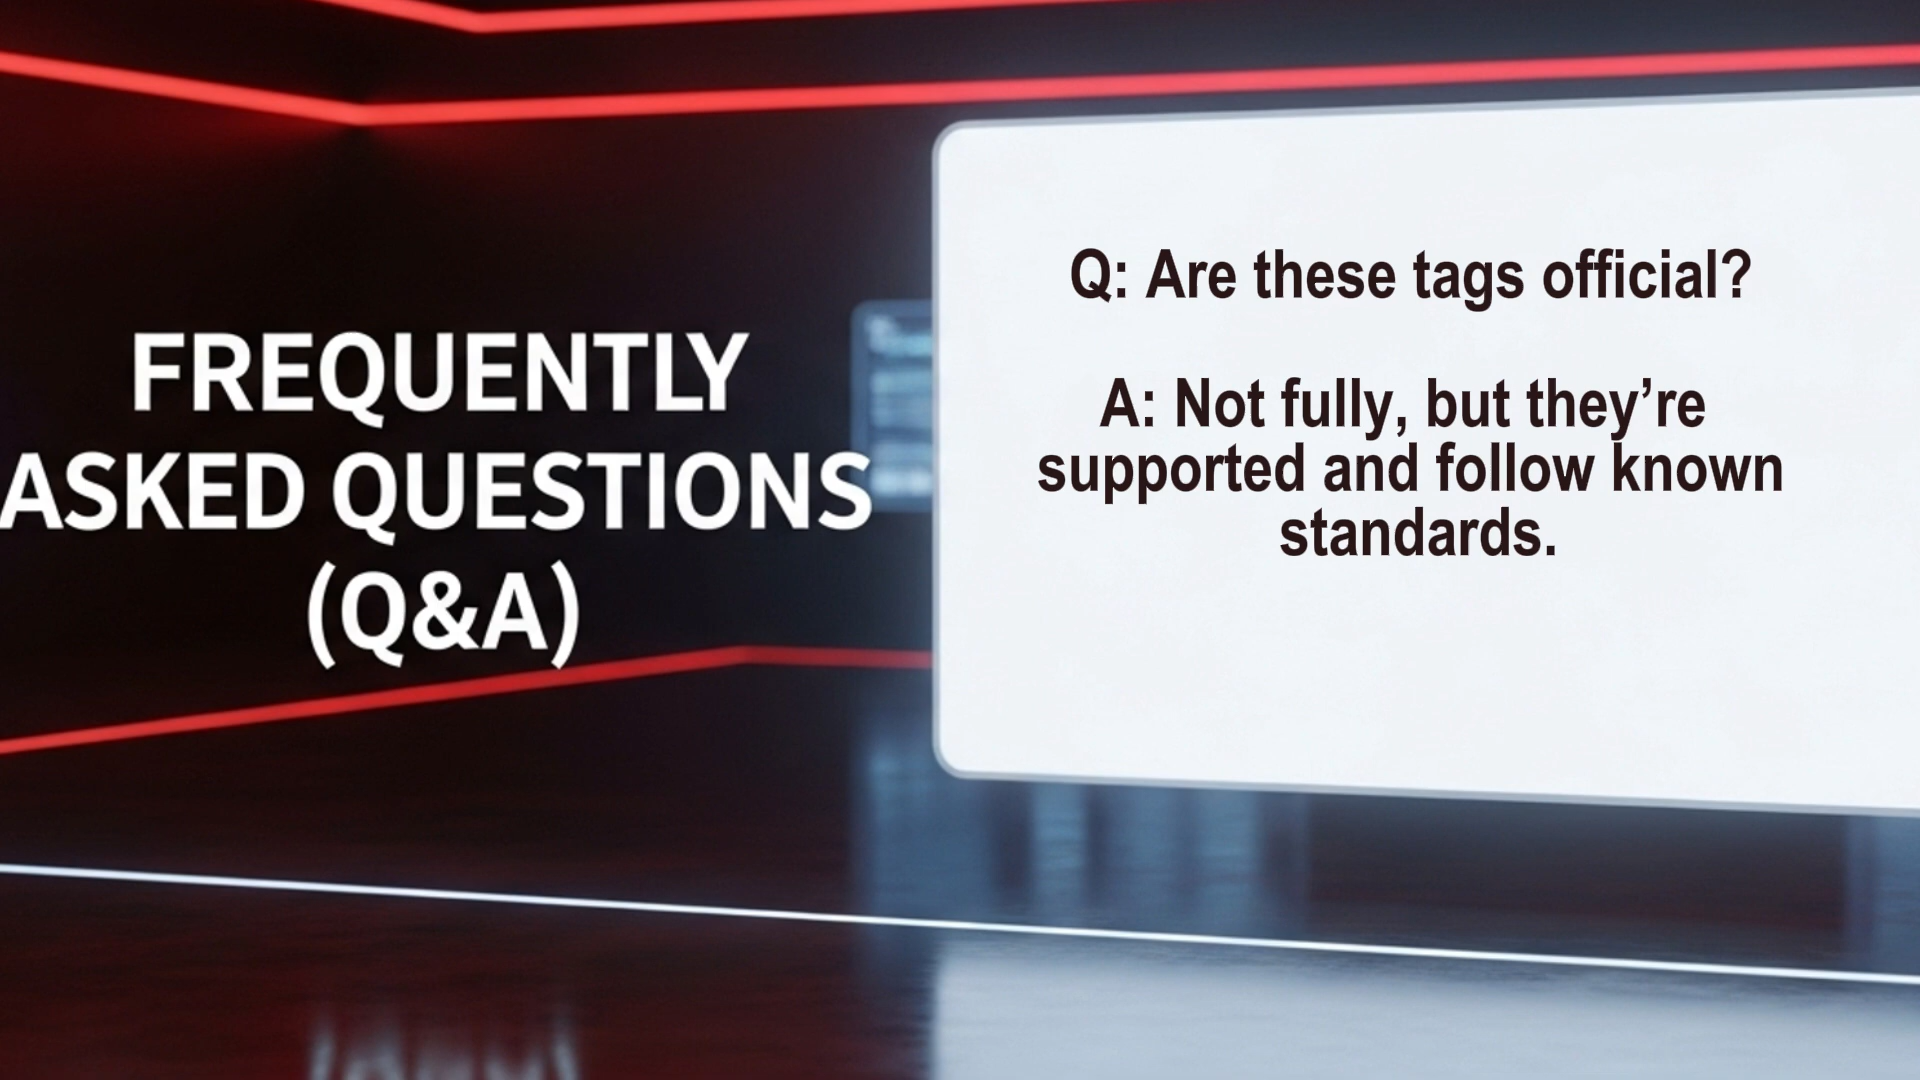 FREQUENTLY
ASKED QUESTIONS
(Q&A)
Q: Are these tags official?
A: Not fully, but they’re
supported and follow known
standards.